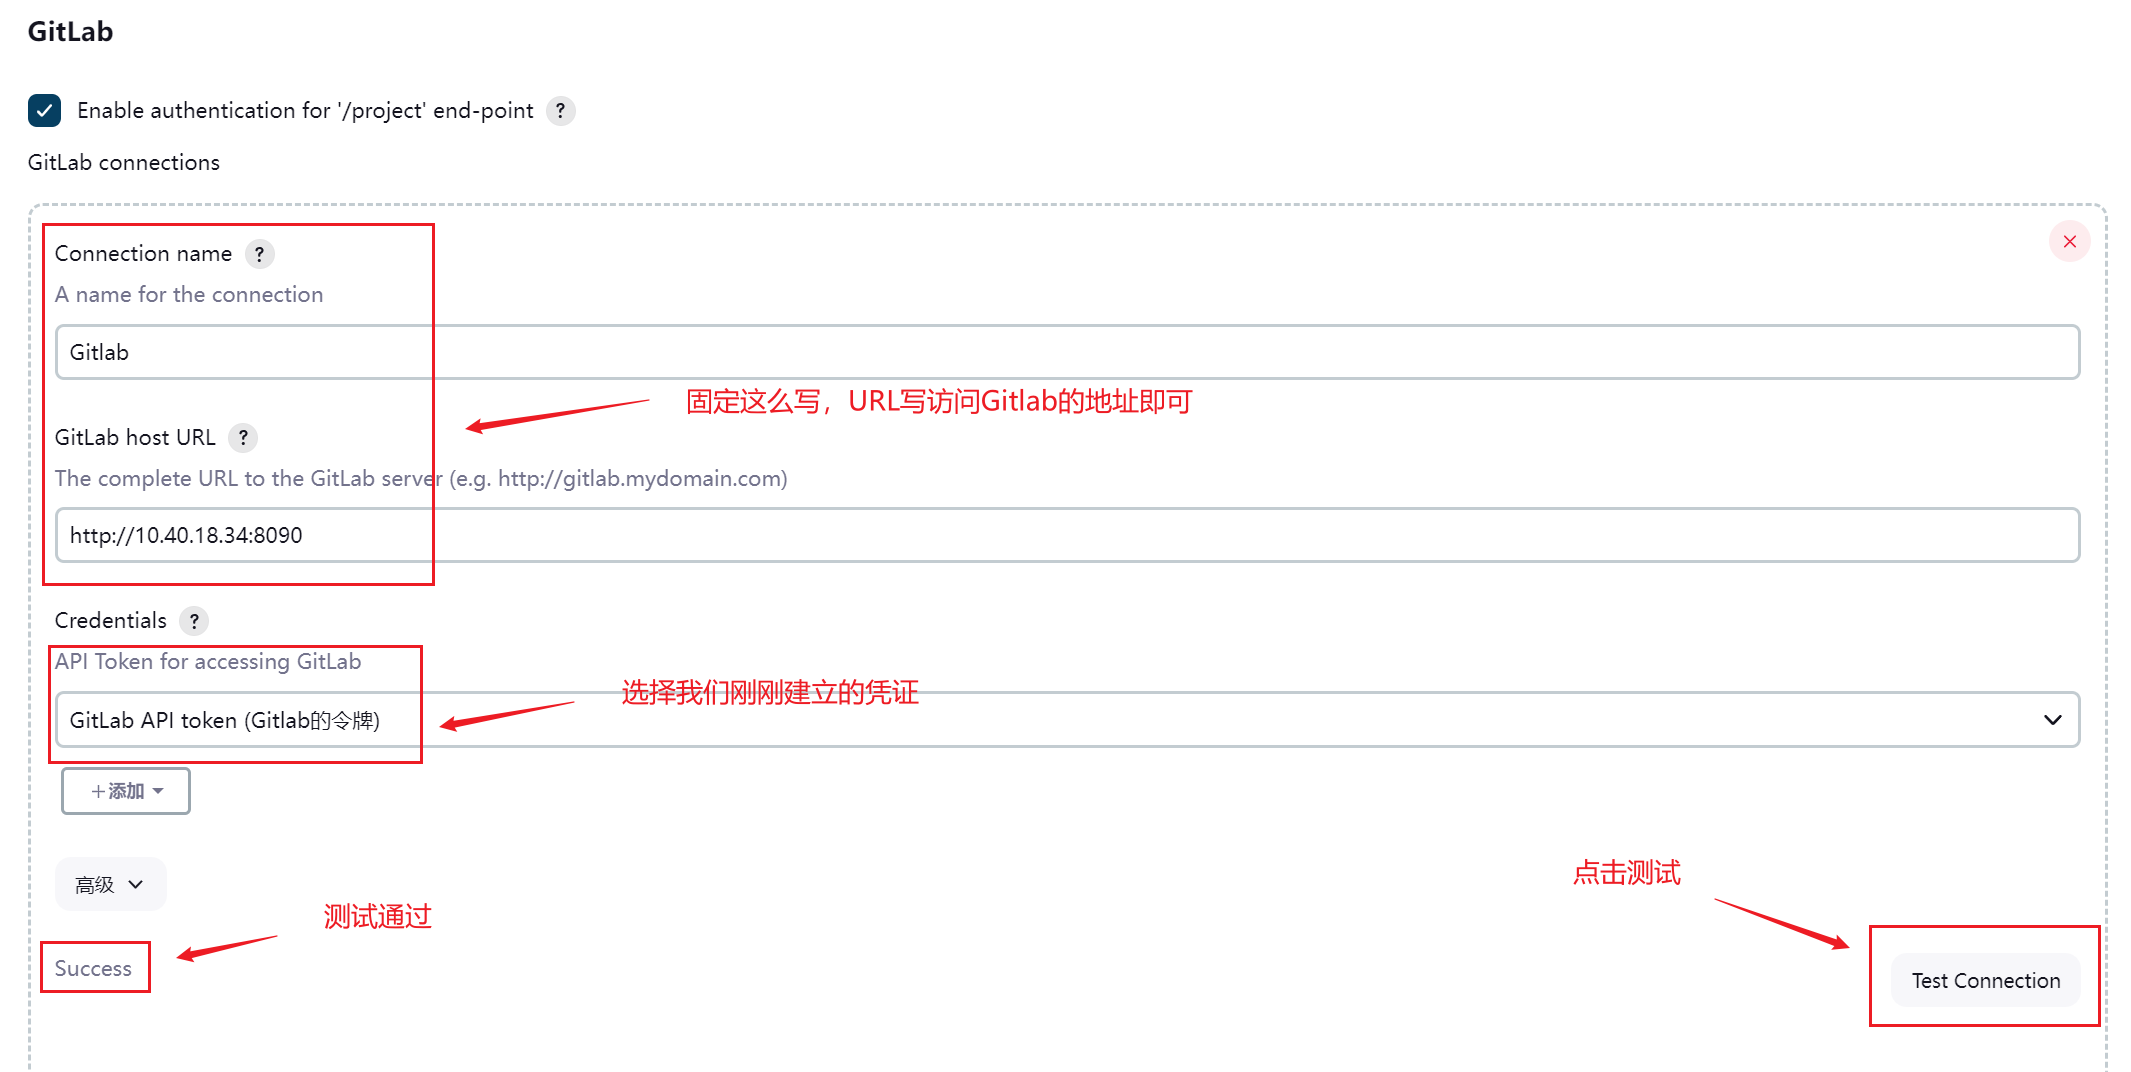 GitLab
Enable authentication for '/project' end-point ?
GitLab connections
Connection name ?
A name for the connection
Gitlab
固定这么写，URL写访问Gitlab的地址即可
GitLab host URL ?
The complete URL to the GitLab server (e.g. http://gitlab.mydomain.com)
http://10.40.18.34:8090
Credentials ?
API Token for accessing GitLab
选择我们刚刚建立的凭证
GitLab API token (Gitlab的令牌)
+添加
高级
点击测试
测试通过
Success
Test Connection